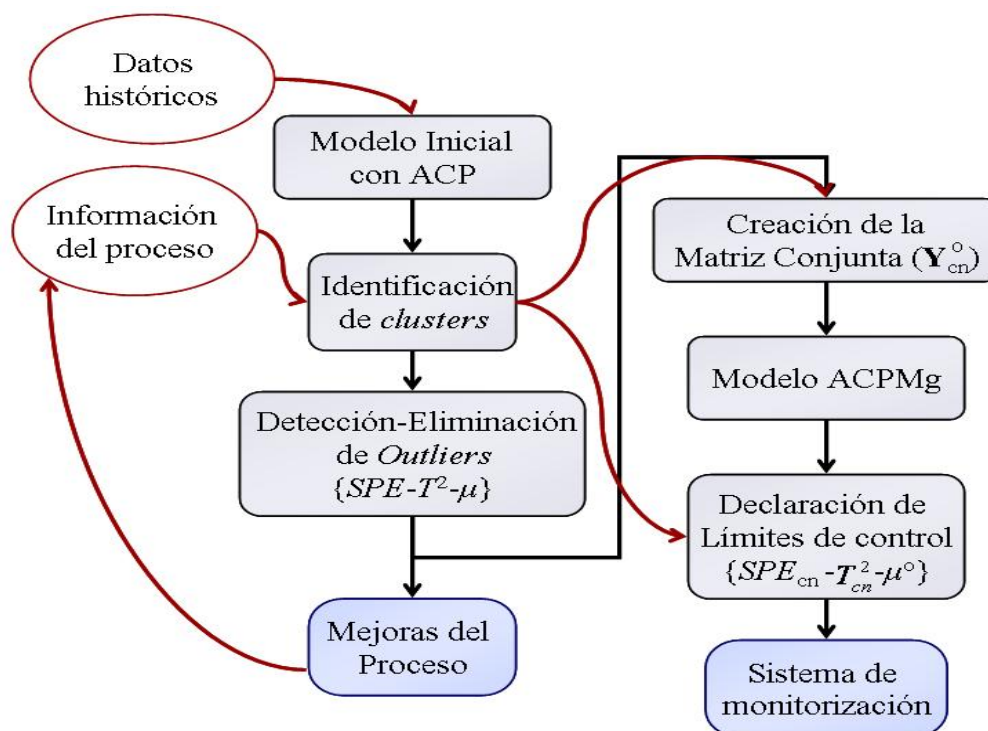 Datos
históricos
Modelo Inicial
con ACP
Información
del proceso
Identificación
de clusters
Detección-Eliminación
de Outliers
{SPE-T²-μ}
Mejoras del
Proceso
Creación de la
Matriz Conjunta (Y°cn)
Modelo ACPMg
Declaración de
Límites de control
{SPEcn-T²cn-μ°}
Sistema de
monitorización